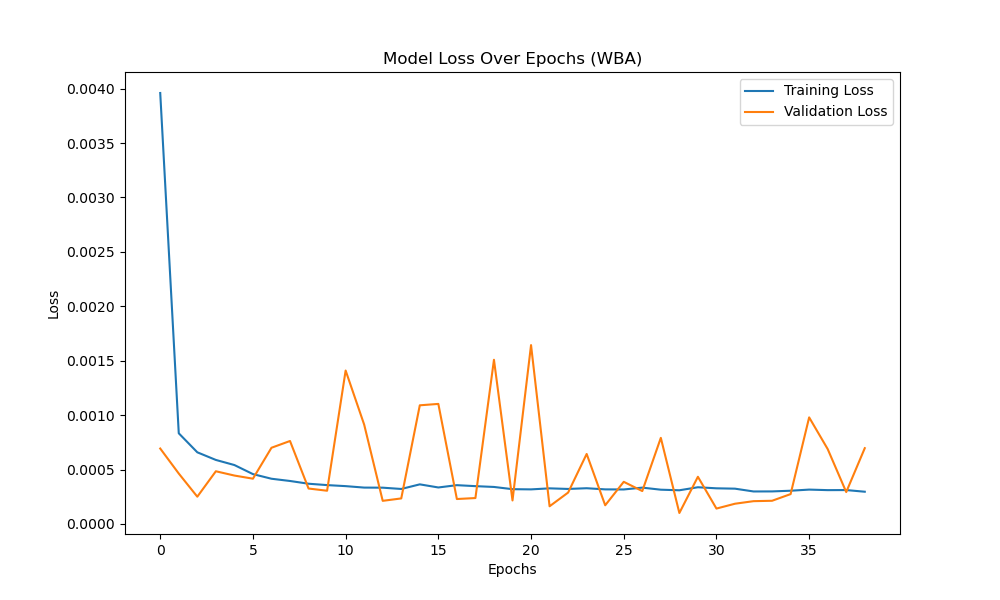 Model Loss Over Epochs (WBA)
Training Loss
Validation Loss
0.0040
0.0035
0.0030
0.0025
0.0020
0.0015
0.0010
0.0005
0.0000
Loss
0 5 10 15 20 25 30 35
Epochs